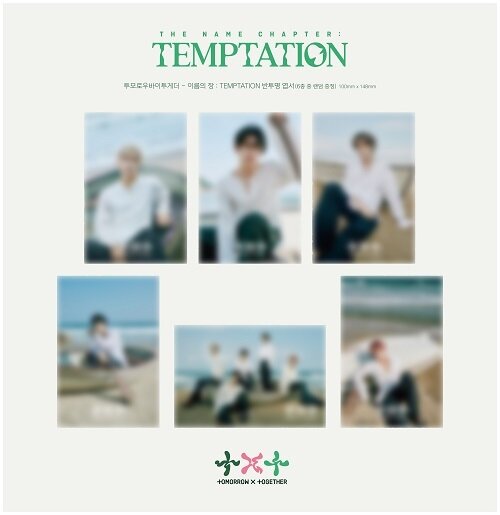 THE NAME CHAPTER:
TEMPTATION
투모로우바이투게더 - 이름의 장 : TEMPTATION 반투명 엽서(6종 중 랜덤 증정) 100mm x 148mm
TOMORROW X TOGETHER